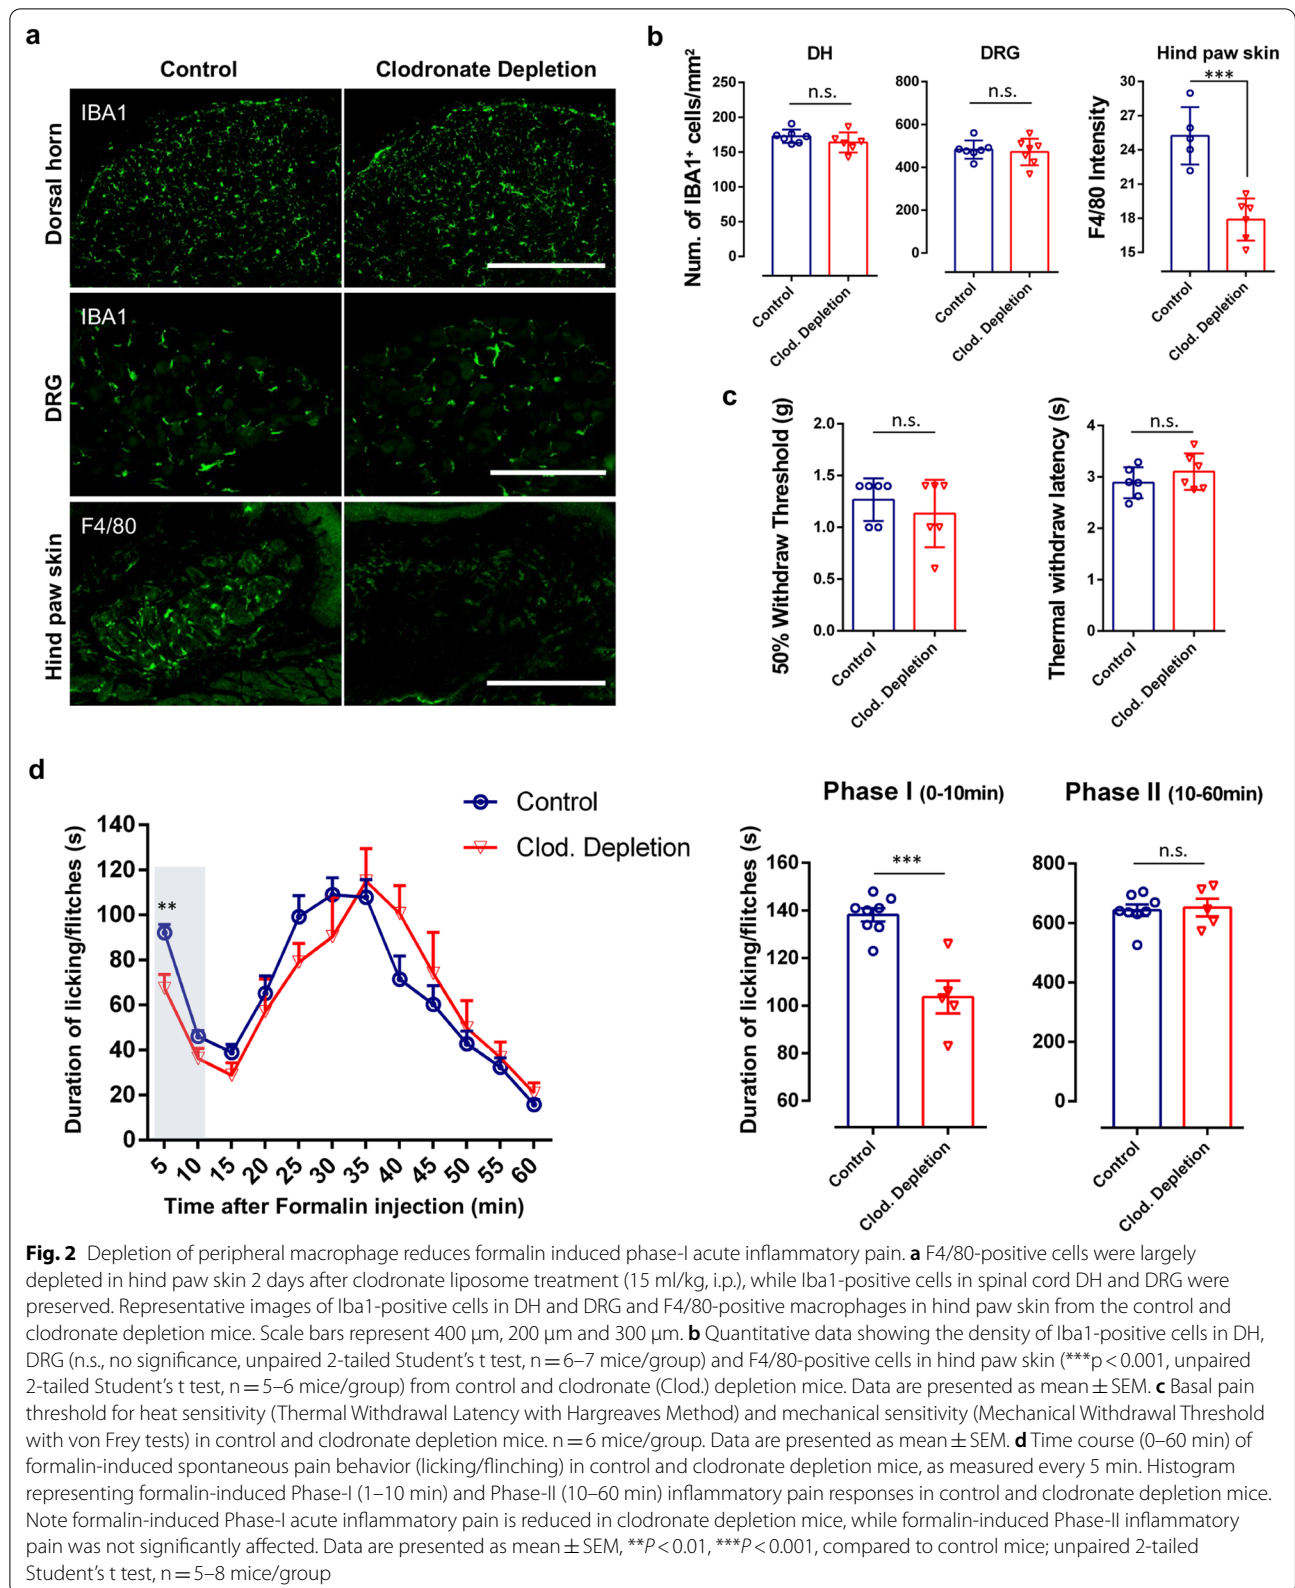 a
Control
Clodronate Depletion
Dorsal horn
IBA1
DRG
IBA1
Hind paw skin
F4/80
b
DH
DRG
Hind paw skin
Num. of IBA1⁺ cells/mm²
250
200
150
100
50
0
n.s.
Control
Clod. Depletion
800
600
400
200
0
n.s.
Control
Clod. Depletion
F4/80 Intensity
30
27
24
21
18
15
***
Control
Clod. Depletion
c
50% Withdraw Threshold (g)
2.0
1.5
1.0
0.5
0.0
n.s.
Control
Clod. Depletion
Thermal withdraw latency (s)
4
3
2
1
0
n.s.
Control
Clod. Depletion
d
Control
Clod. Depletion
Duration of licking/flitches (s)
140
120
100
80
60
40
20
0
**
5 10 15 20 25 30 35 40 45 50 55 60
Time after Formalin injection (min)
Phase I (0-10min)
Duration of licking/flitches (s)
160
140
120
100
80
60
***
Control
Clod. Depletion
Phase II (10-60min)
800
600
400
200
0
n.s.
Control
Clod. Depletion
Fig. 2 Depletion of peripheral macrophage reduces formalin induced phase-I acute inflammatory pain. a F4/80-positive cells were largely
depleted in hind paw skin 2 days after clodronate liposome treatment (15 ml/kg, i.p.), while Iba1-positive cells in spinal cord DH and DRG were
preserved. Representative images of Iba1-positive cells in DH and DRG and F4/80-positive macrophages in hind paw skin from the control and
clodronate depletion mice. Scale bars represent 400 μm, 200 μm and 300 μm. b Quantitative data showing the density of Iba1-positive cells in DH,
DRG (n.s., no significance, unpaired 2-tailed Student’s t test, n = 6–7 mice/group) and F4/80-positive cells in hind paw skin (***p < 0.001, unpaired
2-tailed Student’s t test, n = 5–6 mice/group) from control and clodronate (Clod.) depletion mice. Data are presented as mean ± SEM. c Basal pain
threshold for heat sensitivity (Thermal Withdrawal Latency with Hargreaves Method) and mechanical sensitivity (Mechanical Withdrawal Threshold
with von Frey tests) in control and clodronate depletion mice. n = 6 mice/group. Data are presented as mean ± SEM. d Time course (0–60 min) of
formalin-induced spontaneous pain behavior (licking/flinching) in control and clodronate depletion mice, as measured every 5 min. Histogram
representing formalin-induced Phase-I (1–10 min) and Phase-II (10–60 min) inflammatory pain responses in control and clodronate depletion mice.
Note formalin-induced Phase-I acute inflammatory pain is reduced in clodronate depletion mice, while formalin-induced Phase-II inflammatory
pain was not significantly affected. Data are presented as mean ± SEM, **P < 0.01, ***P < 0.001, compared to control mice; unpaired 2-tailed
Student’s t test, n = 5–8 mice/group